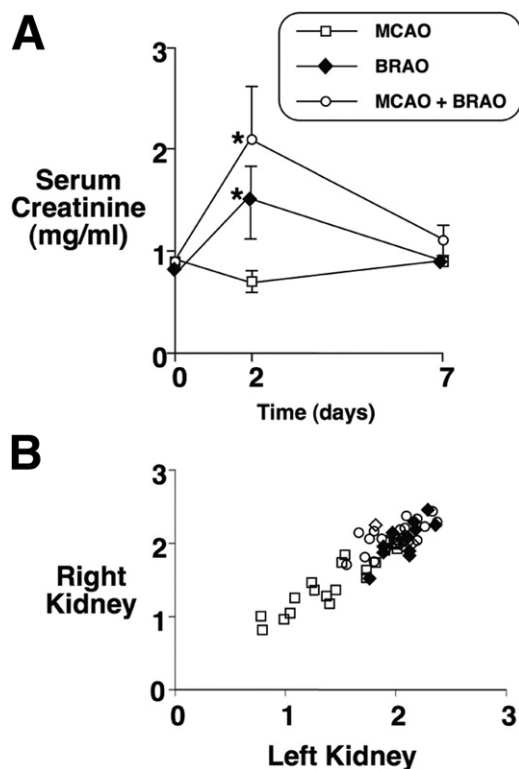 A
MCAO
BRAO
MCAO + BRAO
3
2
1
0
Serum
Creatinine
(mg/ml)
*
*
0 2 7
Time (days)
B
3
2
1
0
Right
Kidney
0 1 2 3
Left Kidney